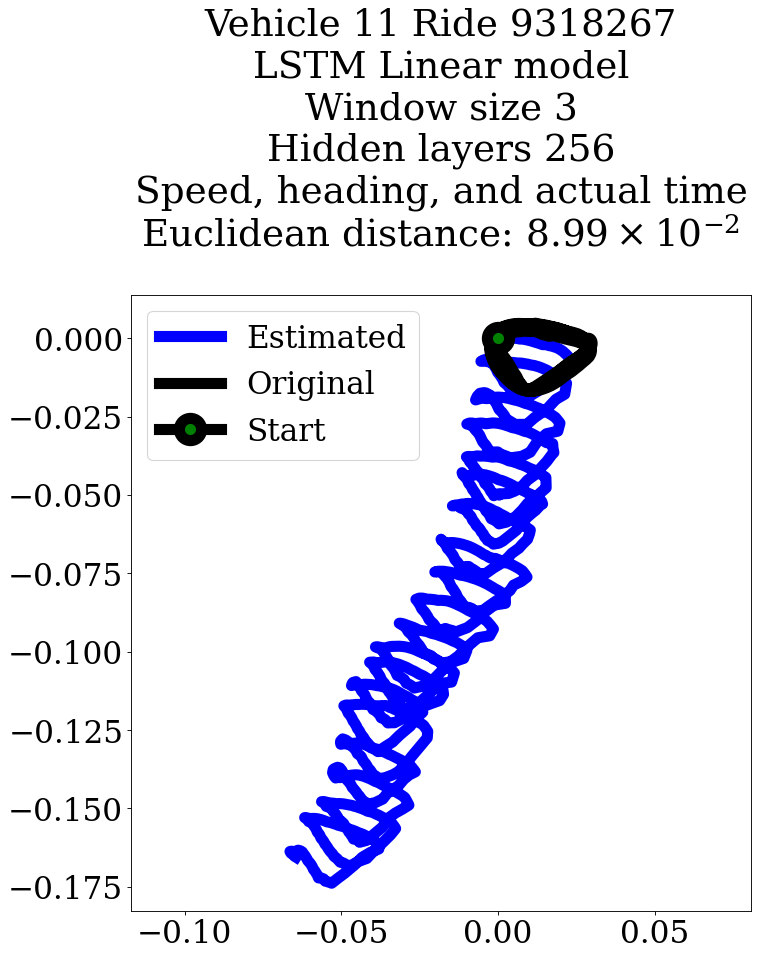 Vehicle 11 Ride 9318267
LSTM Linear model
Window size 3
Hidden layers 256
Speed, heading, and actual time
Euclidean distance: 8.99 × 10⁻²
Estimated
Original
Start
0.000
−0.025
−0.050
−0.075
−0.100
−0.125
−0.150
−0.175
−0.10 −0.05 0.00 0.05